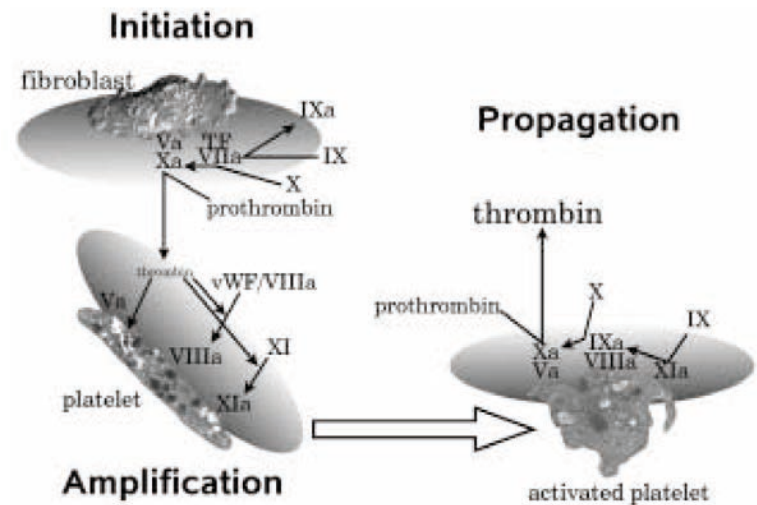 Initiation
fibroblast
IXa
Va TF
Xa VIIa
IX
X
prothrombin
thrombin
Va
vWF/VIIIa
VIIIa
XI
XIa
platelet
Amplification
Propagation
thrombin
prothrombin
X
IX
Xa IXa
Va VIIIa XIa
activated platelet